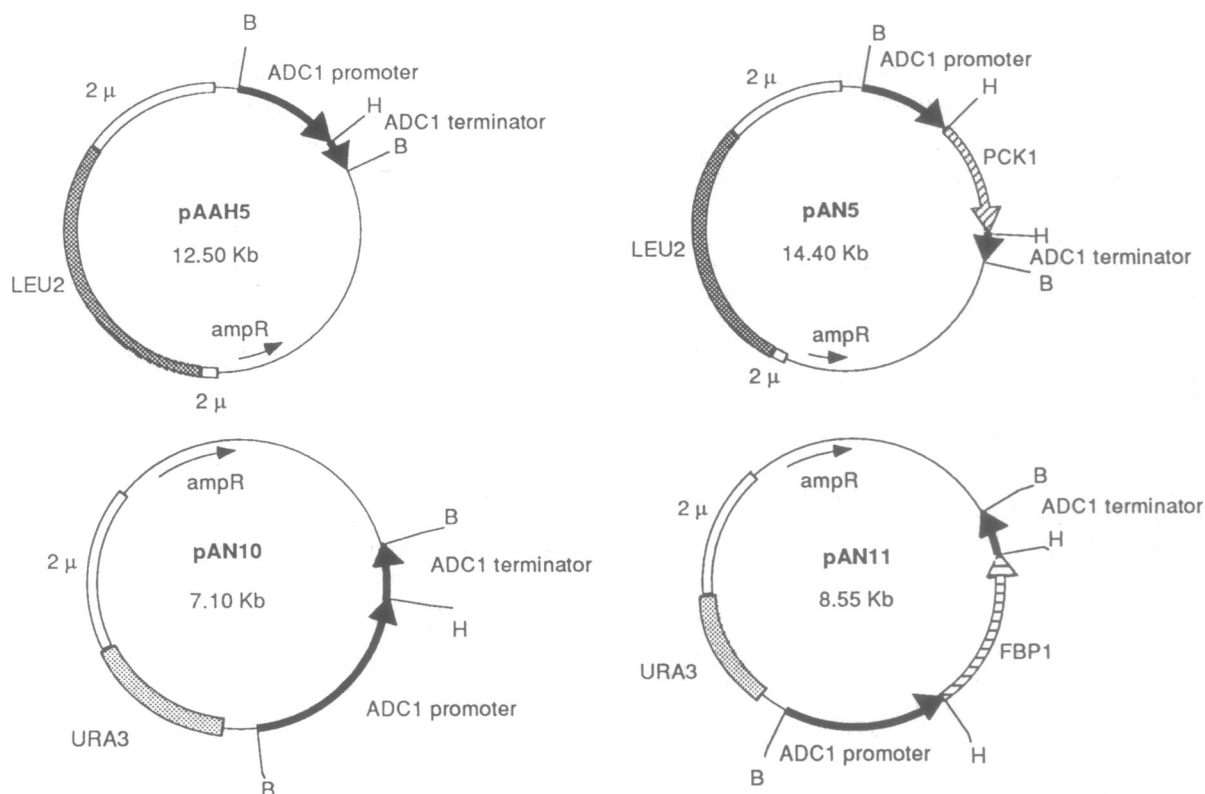 B
ADC1 promoter
2 μ
H
ADC1 terminator
B
pAAH5
12.50 Kb
LEU2
ampR
2 μ
B
ADC1 promoter
2 μ
H
PCK1
pAN5
14.40 Kb
H
LEU2
ADC1 terminator
B
ampR
2 μ
ampR
B
2 μ
pAN10
ADC1 terminator
7.10 Kb
H
ADC1 promoter
URA3
B
ampR
B
2 μ
ADC1 terminator
H
pAN11
8.55 Kb
FBP1
URA3
ADC1 promoter
H
B